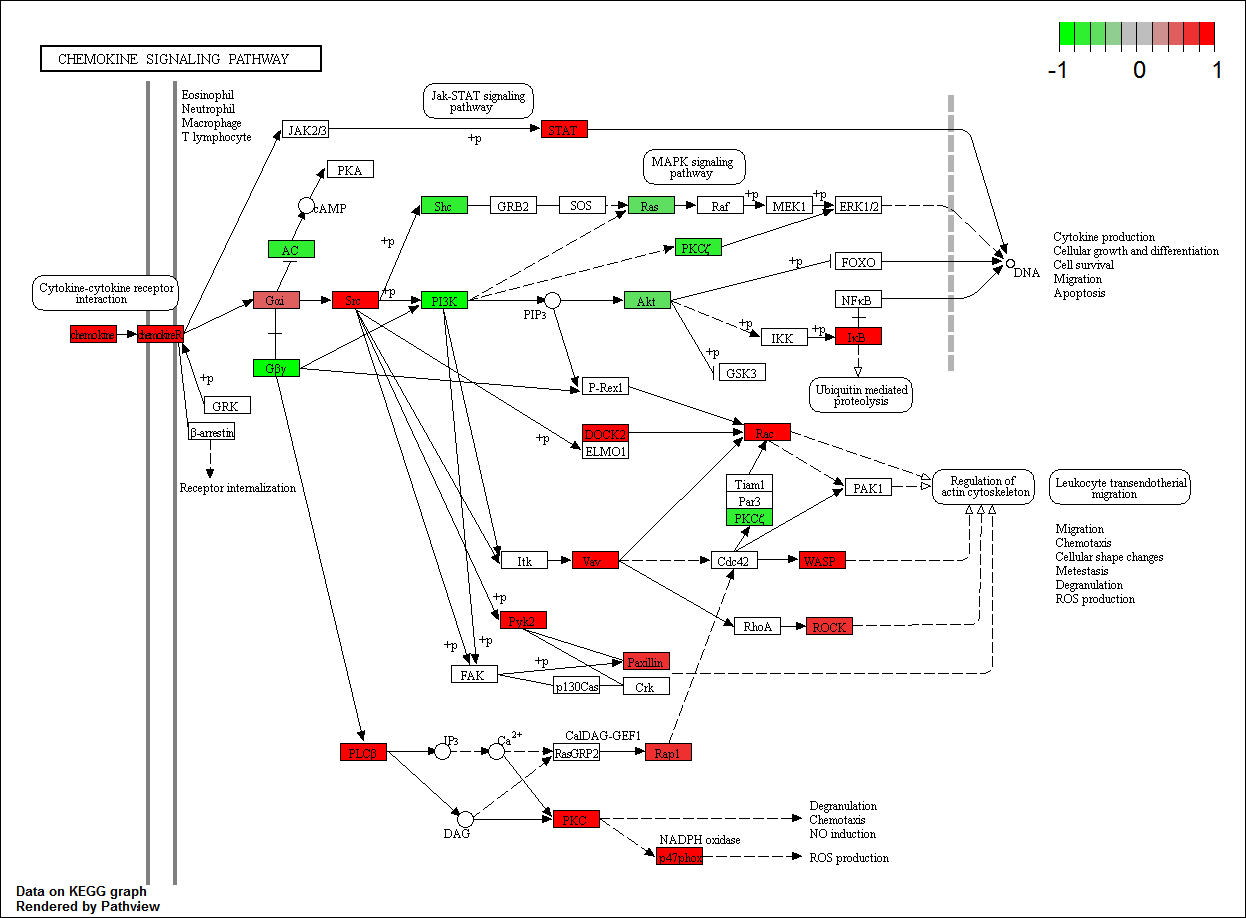 CHEMOKINE SIGNALING PATHWAY
-1 0 1
Eosinophil
Neutrophil
Macrophage
T lymphocyte
Jak-STAT signaling
pathway
JAK2/3
+p
STAT
MAPK signaling
pathway
PKA
cAMP
AC
Shc
GRB2
SOS
Ras
+p
Raf
MEK1
+p
ERK1/2
+p
PKCζ
Cytokine production
Cellular growth and differentiation
Cell survival
Migration
Apoptosis
+p
FOXO
DNA
Cytokine-cytokine receptor
interaction
Gαi
Src
+p
PI3K
PIP3
Akt
NFκB
chemokine
chemokineR
+p
IKK
+p
IκB
Gβγ
+p
GSK3
Ubiquitin mediated
proteolysis
+p
GRK
P-Rex1
β-arrestin
Receptor internalization
+p
DOCK2
ELMO1
Rac
Tiam1
Par3
PKCζ
PAK1
Regulation of
actin cytoskeleton
Leukocyte transendotherial
migration
Migration
Chemotaxis
Cellular shape changes
Metestasis
Degranulation
ROS production
Itk
Vav
Cdc42
WASP
+p
Pyk2
RhoA
ROCK
+p
+p
FAK
+p
Paxillin
p130Cas
Crk
PLCβ
IP3
Ca2+
CalDAG-GEF1
RasGRP2
Rap1
DAG
PKC
Degranulation
Chemotaxis
NO induction
NADPH oxidase
p47phox
ROS production
Data on KEGG graph
Rendered by Pathview